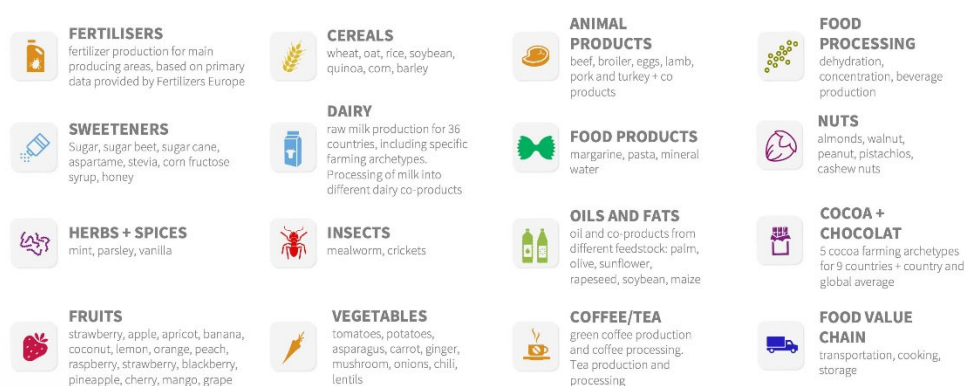 FERTILISERS
fertilizer production for main
producing areas, based on primary
data provided by Fertilizers Europe
CEREALS
wheat, oat, rice, soybean,
quinoa, corn, barley
ANIMAL
PRODUCTS
beef, broiler, eggs, lamb,
pork and turkey + co
products
FOOD
PROCESSING
dehydration,
concentration, beverage
production
SWEETENERS
Sugar, sugar beet, sugar cane,
aspartame, stevia, corn fructose
syrup, honey
DAIRY
raw milk production for 36
countries, including specific
farming archetypes.
Processing of milk into
different dairy co-products
FOOD PRODUCTS
margarine, pasta, mineral
water
NUTS
almonds, walnut,
peanut, pistachios,
cashew nuts
HERBS + SPICES
mint, parsley, vanilla
INSECTS
mealworm, crickets
OILS AND FATS
oil and co-products from
different feedstock: palm,
olive, sunflower,
rapeseed, soybean, maize
COCOA +
CHOCOLAT
5 cocoa farming archetypes
for 9 countries + country and
global average
FRUITS
strawberry, apple, apricot, banana,
coconut, lemon, orange, peach,
raspberry, strawberry, blackberry,
pineapple, cherry, mango, grape
VEGETABLES
tomatoes, potatoes,
asparagus, carrot, ginger,
mushroom, onions, chili,
lentils
COFFEE/TEA
green coffee production
and coffee processing.
Tea production and
processing
FOOD VALUE
CHAIN
transportation, cooking,
storage